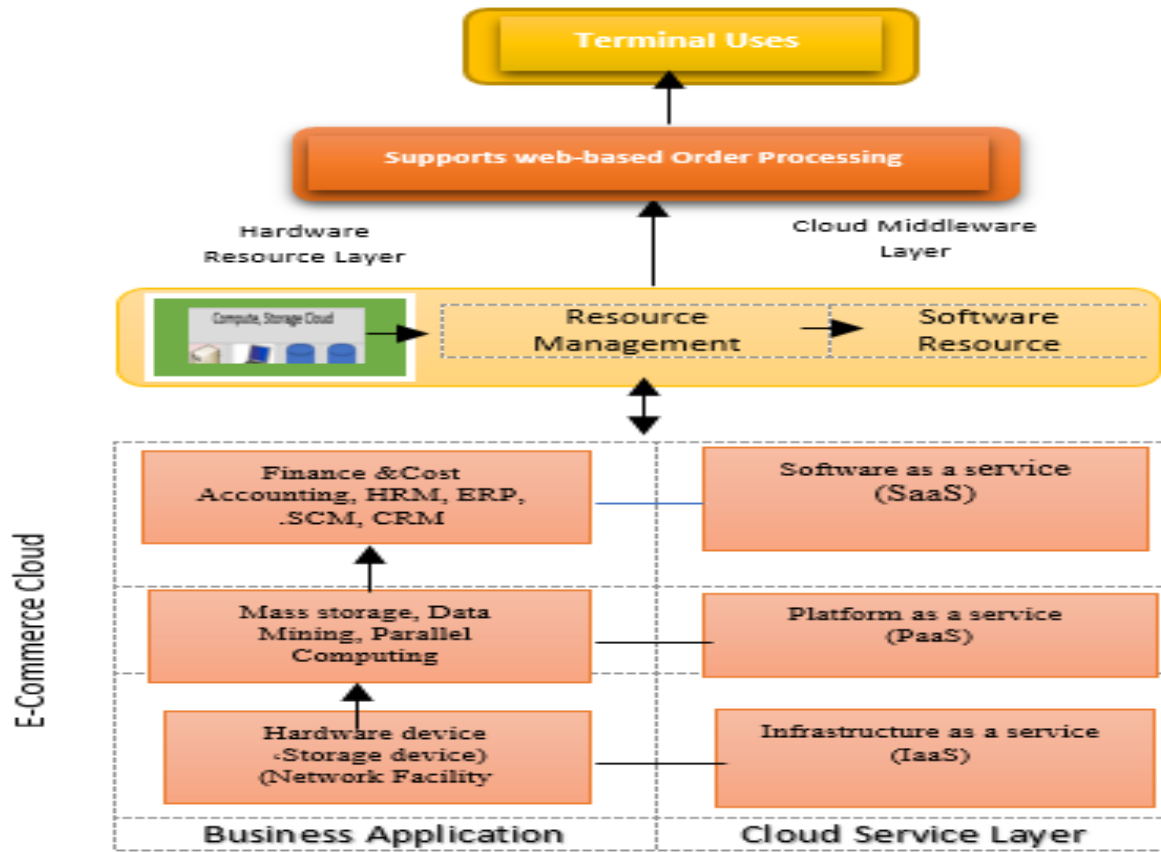 Terminal Uses
Supports web-based Order Processing
Hardware
Resource Layer
Cloud Middleware
Layer
Compute, Storage Cloud
Resource
Management
Software
Resource
E-Commerce Cloud
Finance &Cost
Accounting, HRM, ERP,
.SCM, CRM
Software as a service
(SaaS)
Mass storage, Data
Mining, Parallel
Computing
Platform as a service
(PaaS)
Hardware device
‹Storage device)
(Network Facility
Infrastructure as a service
(IaaS)
Business Application
Cloud Service Layer